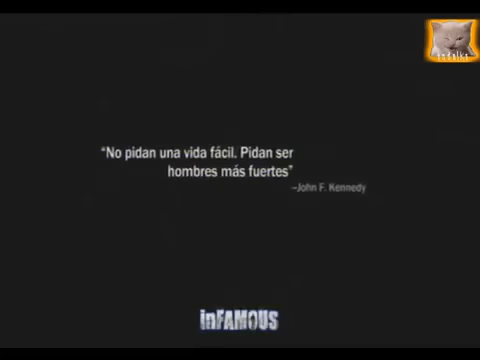 “No pidan una vida fácil. Pidan ser
hombres más fuertes”
–John F. Kennedy
inFAMOUS